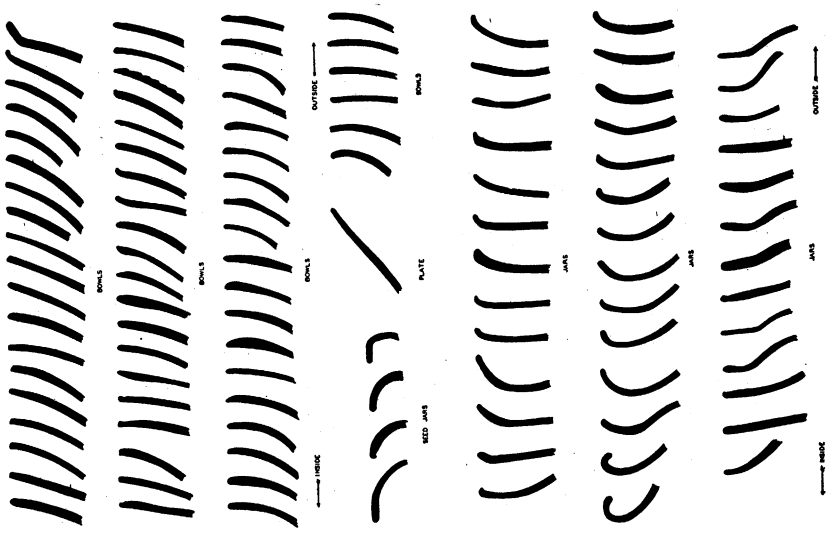 BOWLS
BOWLS
BOWLS
OUTSIDE
INSIDE
BOWLS
PLATE
SEED JARS
JARS
JARS
JARS
OUTSIDE
INSIDE